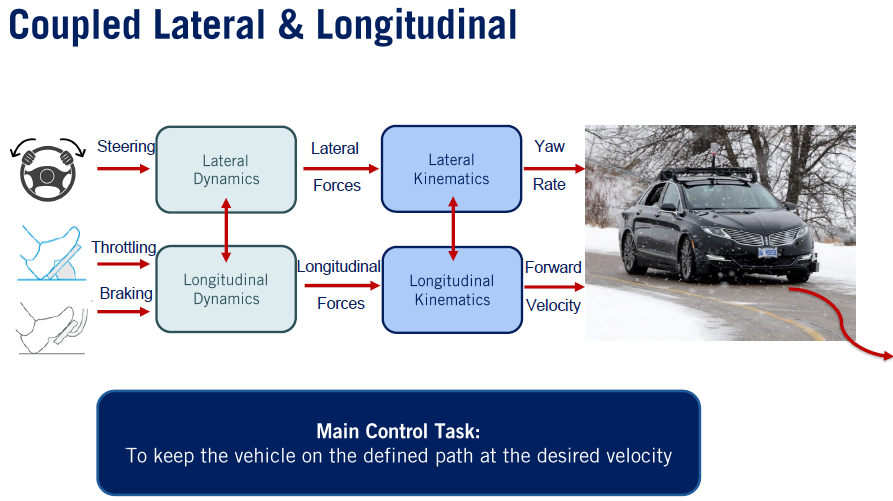 Coupled Lateral & Longitudinal
Steering
Lateral
Dynamics
Lateral
Forces
Lateral
Kinematics
Yaw
Rate
Throttling
Braking
Longitudinal
Dynamics
Longitudinal
Forces
Longitudinal
Kinematics
Forward
Velocity
Main Control Task:
To keep the vehicle on the defined path at the desired velocity